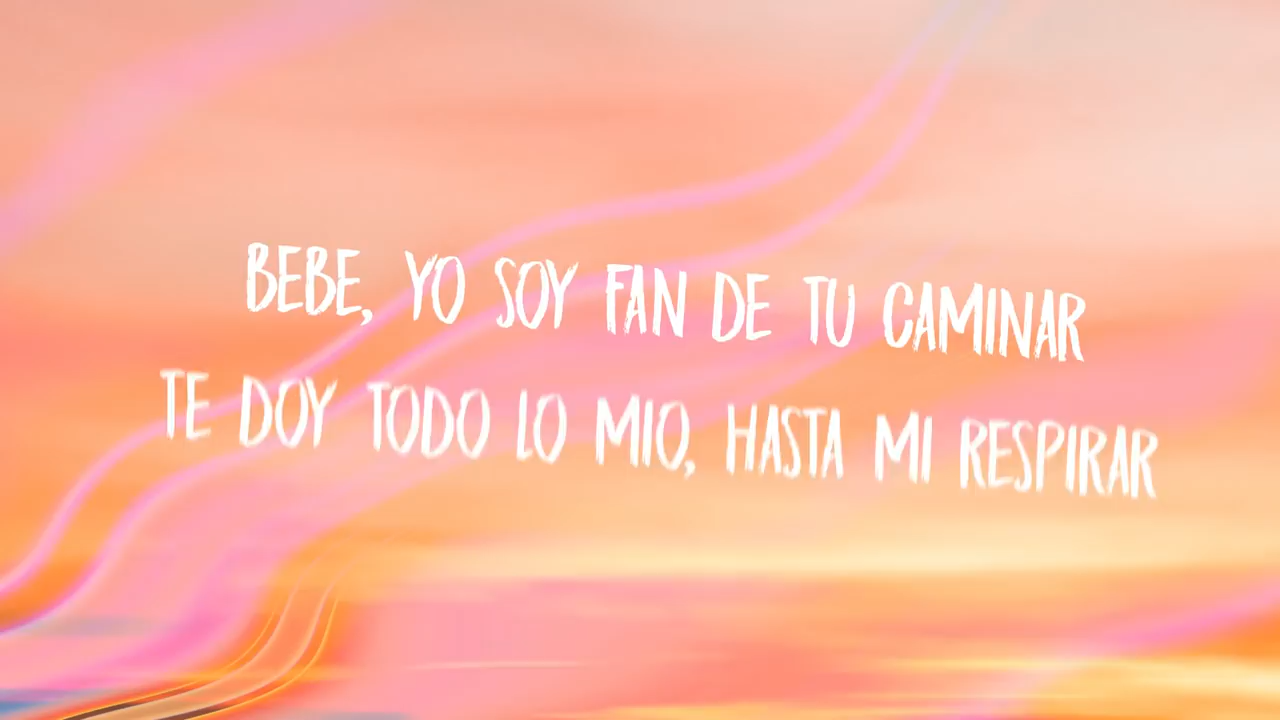 BEBE, YO SOY FAN DE TU CAMINAR
TE DOY TODO LO MIO, HASTA MI RESPIRAR